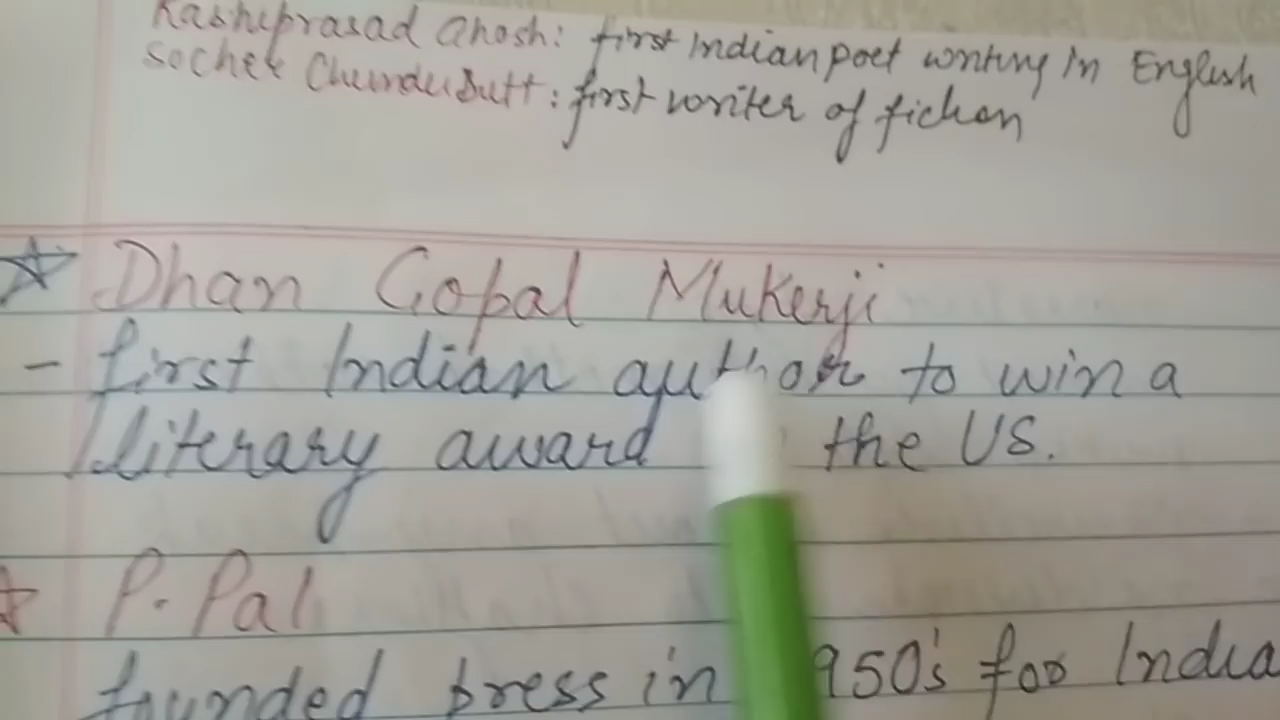 Kashiprasad Ghosh: first Indian poet writing in English
Sochee Chunder Dutt: first writer of fiction
Dhan Gopal Mukerji
- first Indian author to win a
literary award the US.
P. Pal
founded press in 950's for India